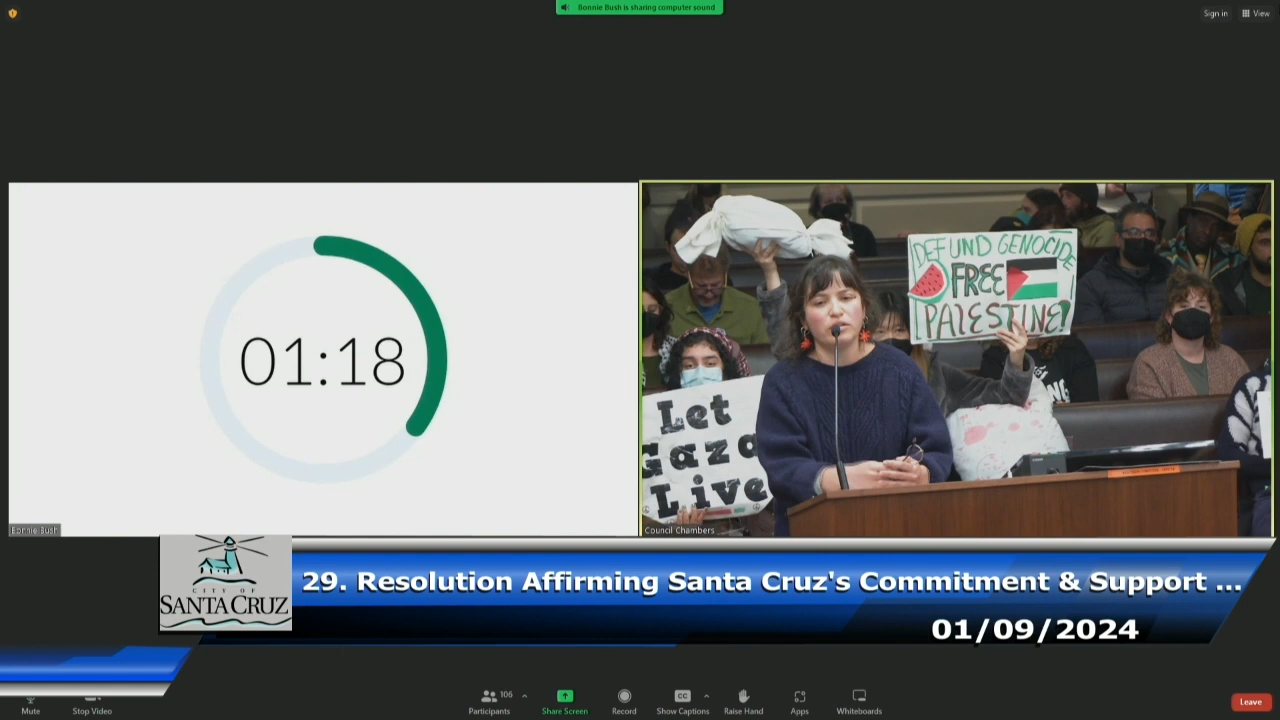 Bonnie Bush is sharing computer sound
Sign in
View
01:18
DEFUND GENOCIDE
FREE
PALESTINE!
Let
Gaza
Live
Bonnie Bush
Council Chambers
CITY OF
SANTA CRUZ
29. Resolution Affirming Santa Cruz's Commitment & Support ...
01/09/2024
Mute
Stop Video
Participants
106
Share Screen
CC
Record
Show Captions
Raise Hand
Apps
Whiteboards
Leave